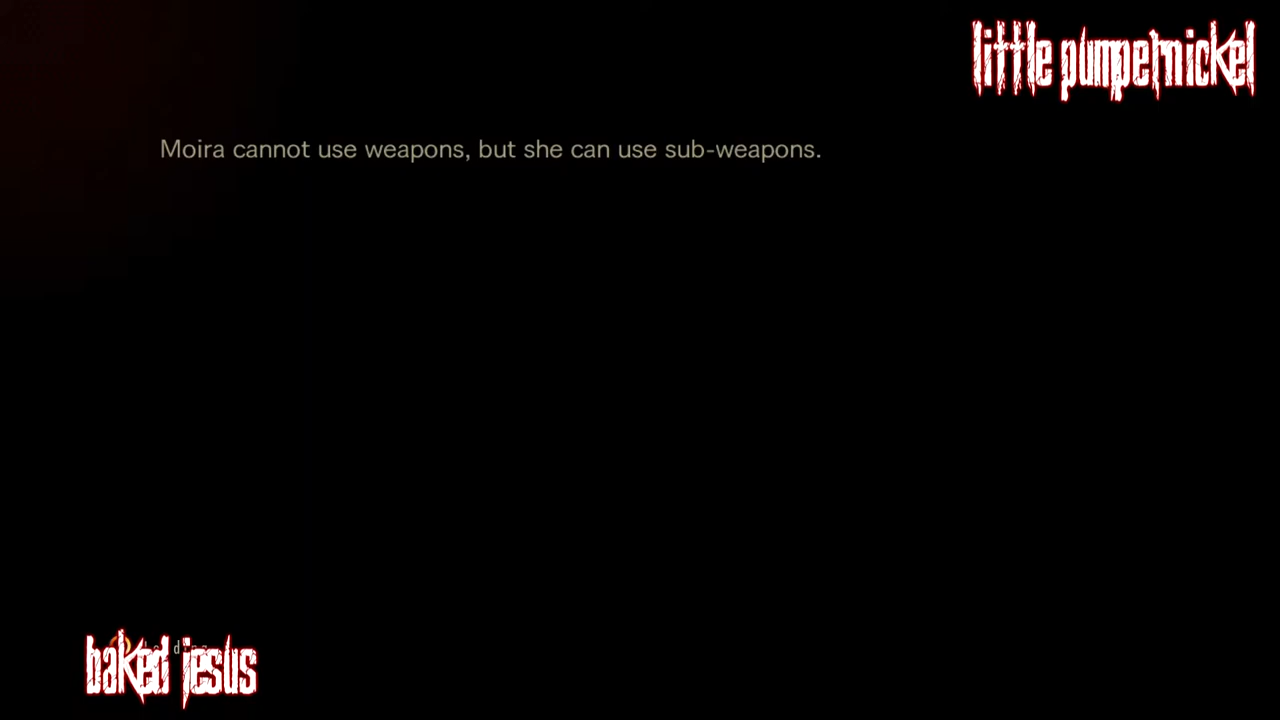 little pumpernickel
Moira cannot use weapons, but she can use sub-weapons.
baked jesus